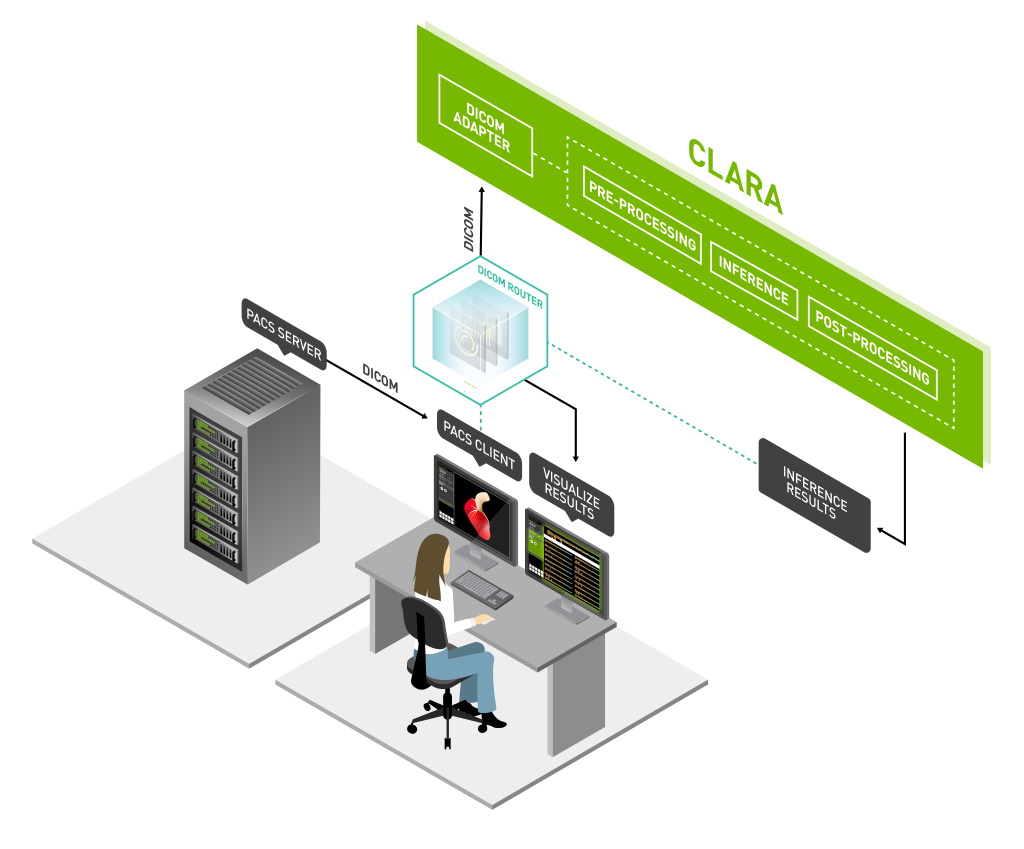 CLARA
DICOM
ADAPTER
PRE-PROCESSING
INFERENCE
POST-PROCESSING
DICOM
DICOM ROUTER
PACS SERVER
DICOM
PACS CLIENT
VISUALIZE
RESULTS
INFERENCE
RESULTS